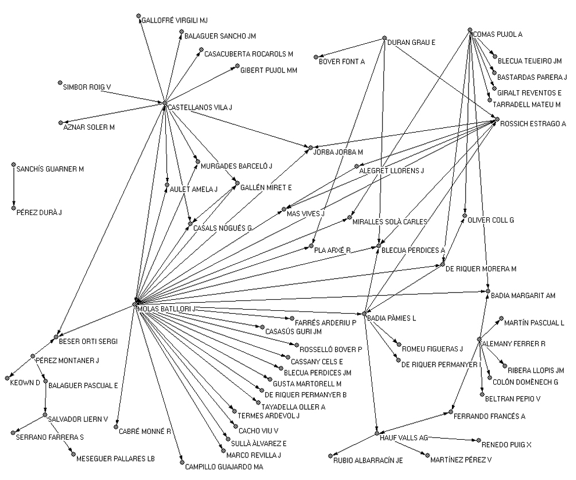 GALLOFRÉ VIRGILI MJ
BALAGUER SANCHO JM
CASACUBERTA ROCAROLS M
GIBERT PUJOL MM
DURAN GRAU E
COMAS PUJOL A
BOVER FONT A
BLECUA TEIJEIRO JM
BASTARDAS PARERA J
GIRALT REVENTOS E
TARRADELL MATEU M
SIMBOR ROIG V
CASTELLANOS VILA J
AZNAR SOLER M
ROSSICH ESTRAGO A
JORBA JORBA M
SANCHÍS GUARNER M
MURGADES BARCELÓ J
ALEGRET LLORENS J
AULET AMELA J
GALLÉN MIRET E
PÉREZ DURÀ J
MAS VIVES J
MIRALLES SOLÀ CARLES
OLIVER COLL G
CASALS NOGUÉS G
PLA ARXÉ R
BLECUA PERDICES A
DE RIQUER MORERA M
BADIA MARGARIT AM
MOLAS BATLLORI J
BADIA PÀMIES L
FARRÉS ARDERIU P
MARTÍN PASCUAL L
CASASÚS GURI JM
BESER ORTI SERGI
ROSSELLÓ BOVER P
ROMEU FIGUERAS J
ALEMANY FERRER R
PÉREZ MONTANER J
CASSANY CELS E
DE RIQUER PERMANYER I
BLECUA PERDICES JM
RIBERA LLOPIS JM
KEOWN D
BALAGUER PASCUAL E
GUSTA MARTORELL M
COLÓN DOMÈNECH G
DE RIQUER PERMANYER B
BELTRAN PEPIO V
TAYADELLA OLLER A
SALVADOR LIERN V
TERMES ARDEVOL J
FERRANDO FRANCÉS A
CABRÉ MONNÉ R
CACHO VIU V
SERRANO FARRERA S
SULLÀ ÀLVAREZ E
HAUF VALLS AG
RENEDO PUIG X
MARCO REVILLA J
MESEGUER PALLARES LB
RUBIO ALBARRACÍN JE
MARTÍNEZ PÉREZ V
CAMPILLO GUAJARDO MA